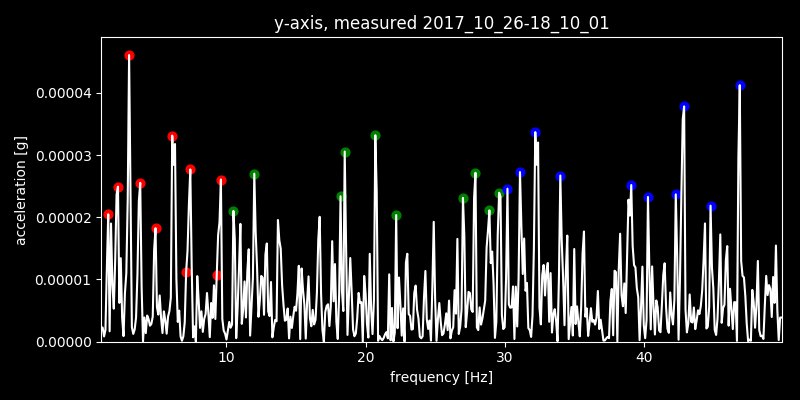 y-axis, measured 2017_10_26-18_10_01
acceleration [g]
0.00004
0.00003
0.00002
0.00001
0.00000
10 20 30 40
frequency [Hz]